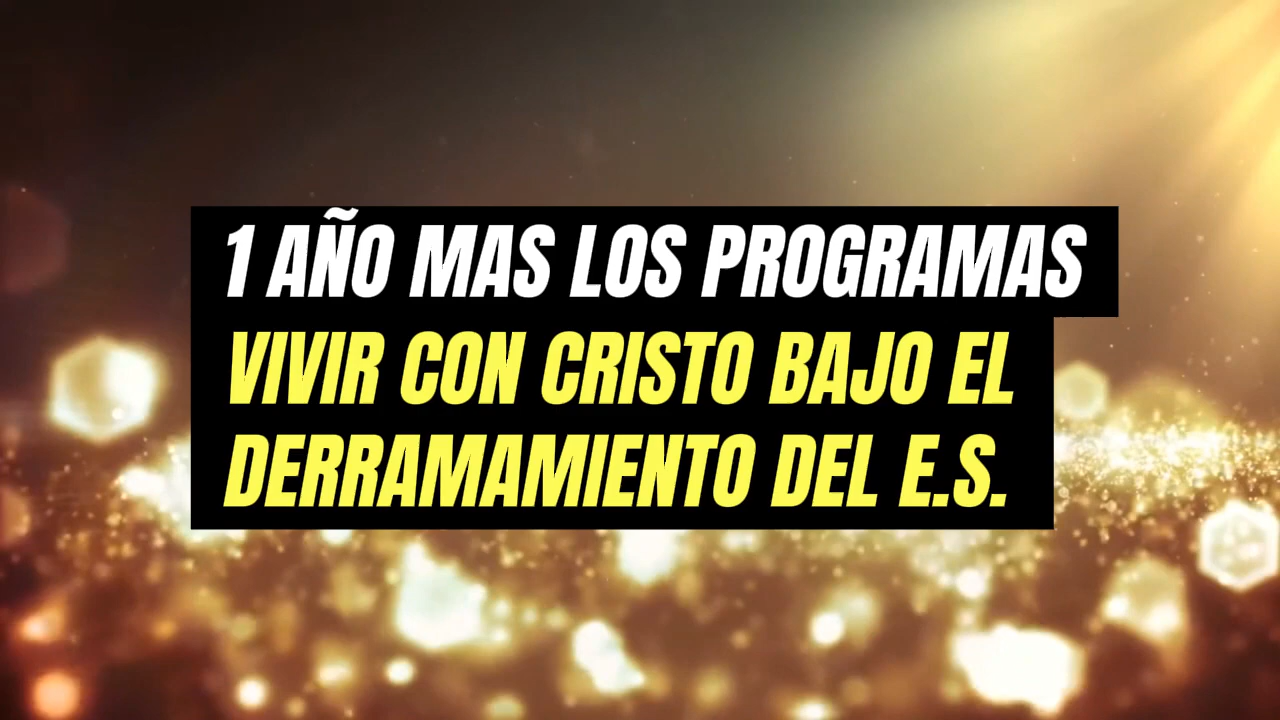 1 AÑO MAS LOS PROGRAMAS
VIVIR CON CRISTO BAJO EL
DERRAMAMIENTO DEL E.S.